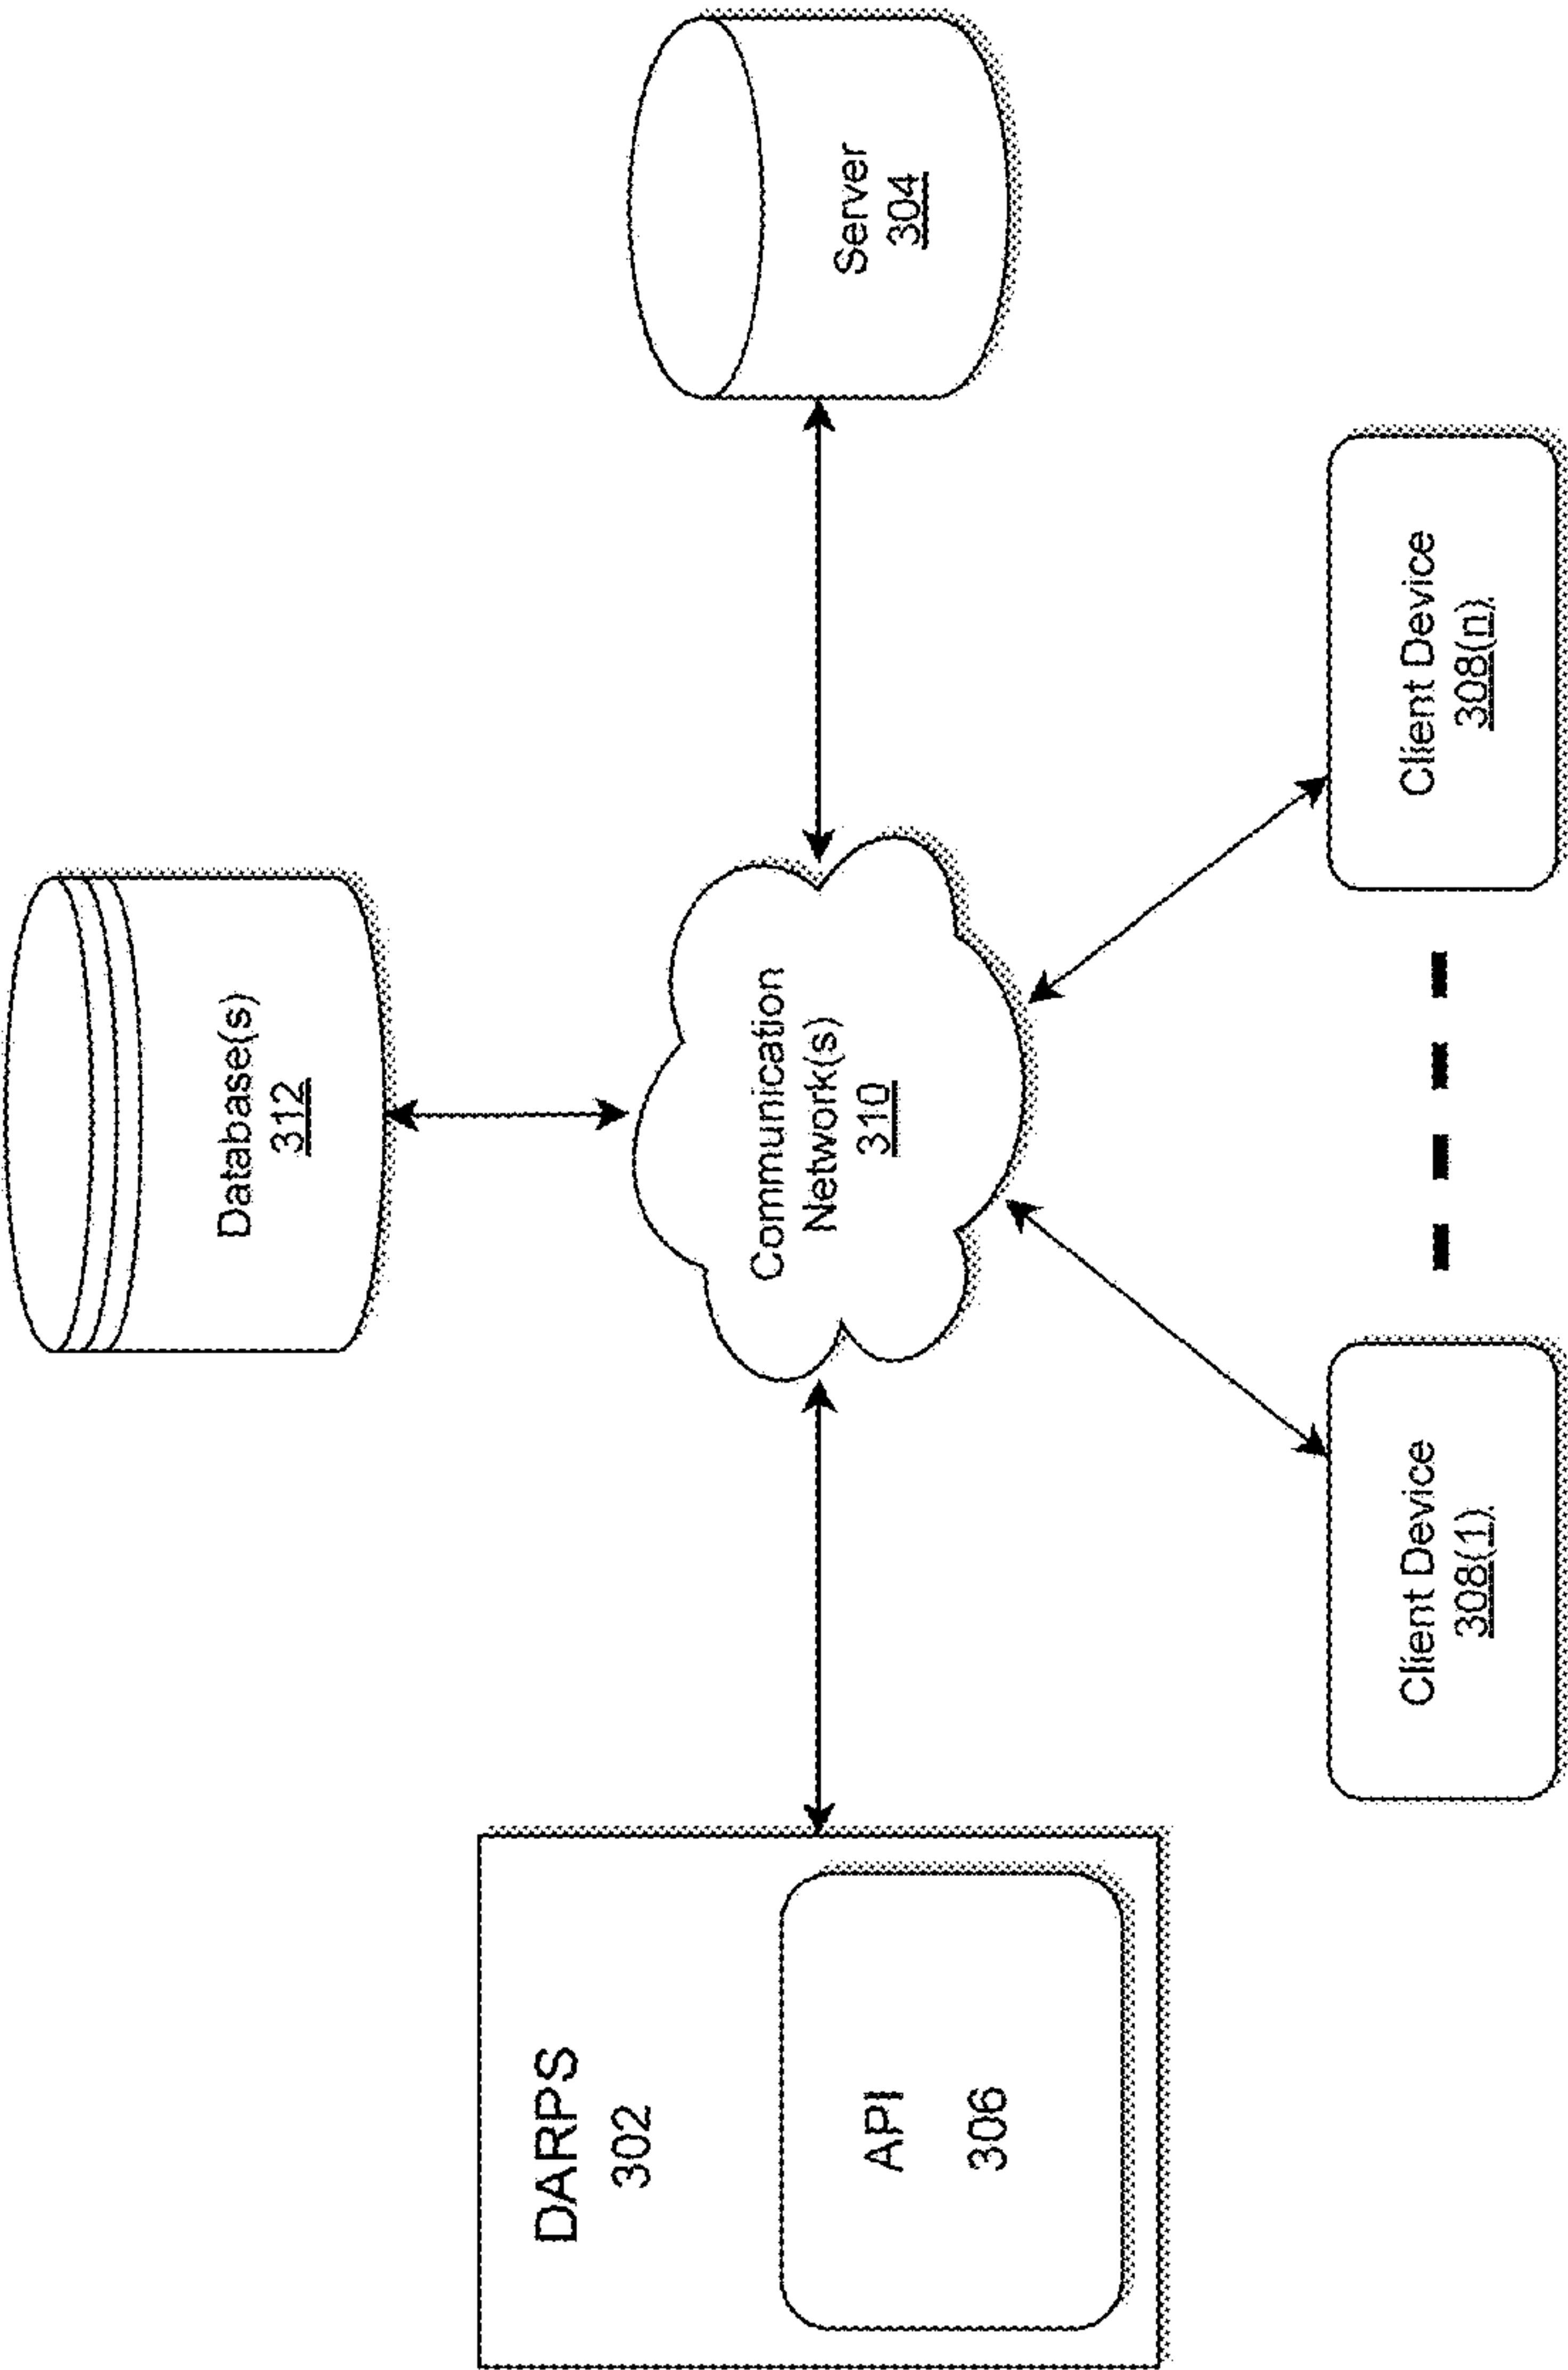 Database(s)
312
DARPS
302
API
306
Communication
Network(s)
310
Server
304
Client Device
308(1)
Client Device
308(n)